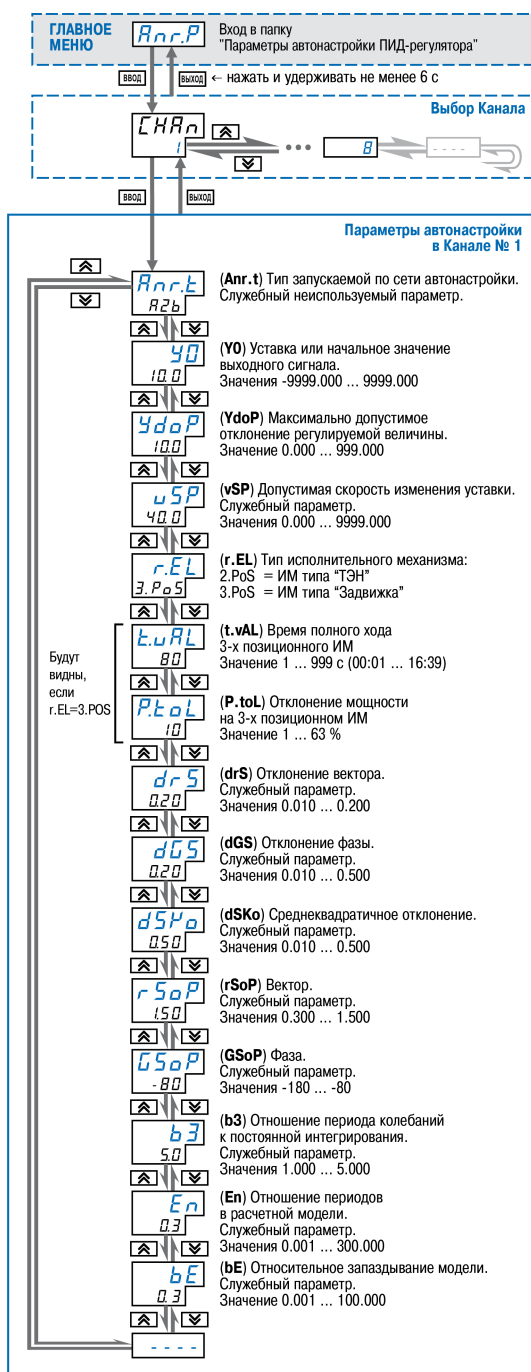 ГЛАВНОЕ
МЕНЮ
Anr.P
Вход в папку
"Параметры автонастройки ПИД-регулятора"
ВВОД
ВЫХОД
← нажать и удерживать не менее 6 с
Выбор Канала
CHAn
1
...
8
- - - -
ВВОД
ВЫХОД
Параметры автонастройки
в Канале № 1
Anr.t
A2b
(Anr.t) Тип запускаемой по сети автонастройки.
Служебный неиспользуемый параметр.
Y0
10.0
(Y0) Уставка или начальное значение
выходного сигнала.
Значения -9999.000 ... 9999.000
YdoP
10.0
(YdoP) Максимально допустимое
отклонение регулируемой величины.
Значение 0.000 ... 999.000
vSP
40.0
(vSP) Допустимая скорость изменения уставки.
Служебный параметр.
Значения 0.000 ... 9999.000
r.EL
3.PoS
(r.EL) Тип исполнительного механизма:
2.PoS = ИМ типа “ТЭН”
3.PoS = ИМ типа “Задвижка”
Будут
видны,
если
r.EL=3.POS
t.vAL
80
(t.vAL) Время полного хода
3-х позиционного ИМ
Значение 1 ... 999 с (00:01 ... 16:39)
P.toL
10
(P.toL) Отклонение мощности
на 3-х позиционном ИМ
Значение 1 ... 63 %
drS
0.20
(drS) Отклонение вектора.
Служебный параметр.
Значения 0.010 ... 0.200
dGS
0.20
(dGS) Отклонение фазы.
Служебный параметр.
Значения 0.010 ... 0.500
dSKo
0.50
(dSKo) Среднеквадратичное отклонение.
Служебный параметр.
Значения 0.010 ... 0.500
rSoP
1.50
(rSoP) Вектор.
Служебный параметр.
Значения 0.300 ... 1.500
GSoP
-80
(GSoP) Фаза.
Служебный параметр.
Значения -180 ... -80
b3
5.0
(b3) Отношение периода колебаний
к постоянной интегрирования.
Служебный параметр.
Значения 1.000 ... 5.000
En
0.3
(En) Отношение периодов
в расчетной модели.
Служебный параметр.
Значения 0.001 ... 300.000
bE
0.3
(bE) Относительное запаздывание модели.
Служебный параметр.
Значение 0.001 ... 100.000
- - - -